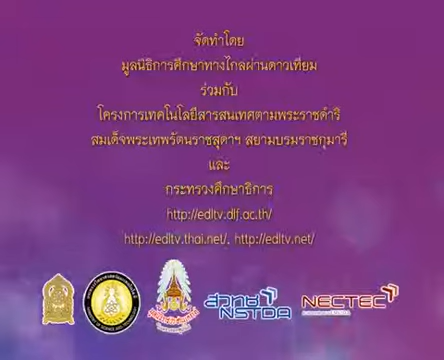 จัดทำโดย
มูลนิธิการศึกษาทางไกลผ่านดาวเทียม
ร่วมกับ
โครงการเทคโนโลยีสารสนเทศตามพระราชดำริ
สมเด็จพระเทพรัตนราชสุดาฯ สยามบรมราชกุมารี
และ
กระทรวงศึกษาธิการ
http://edltv.dlf.ac.th/
http://edltv.thai.net/, http://edltv.net/
สวทช NSTDA
NECTEC